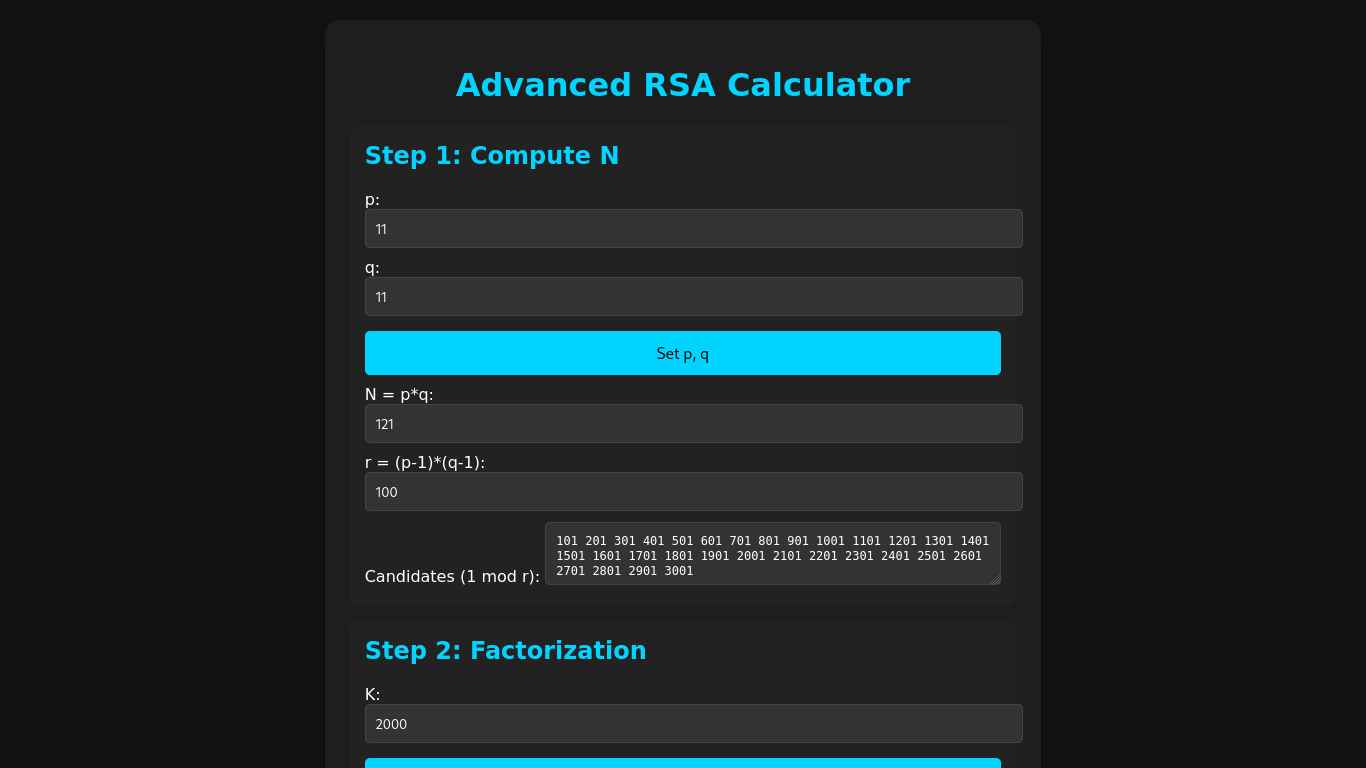 Advanced RSA Calculator
Step 1: Compute N
p:
11
q:
11
Set p, q
N = p*q:
121
r = (p-1)*(q-1):
100
Candidates (1 mod r):
101 201 301 401 501 601 701 801 901 1001 1101 1201 1301 1401
1501 1601 1701 1801 1901 2001 2101 2201 2301 2401 2501 2601
2701 2801 2901 3001
Step 2: Factorization
K:
2000